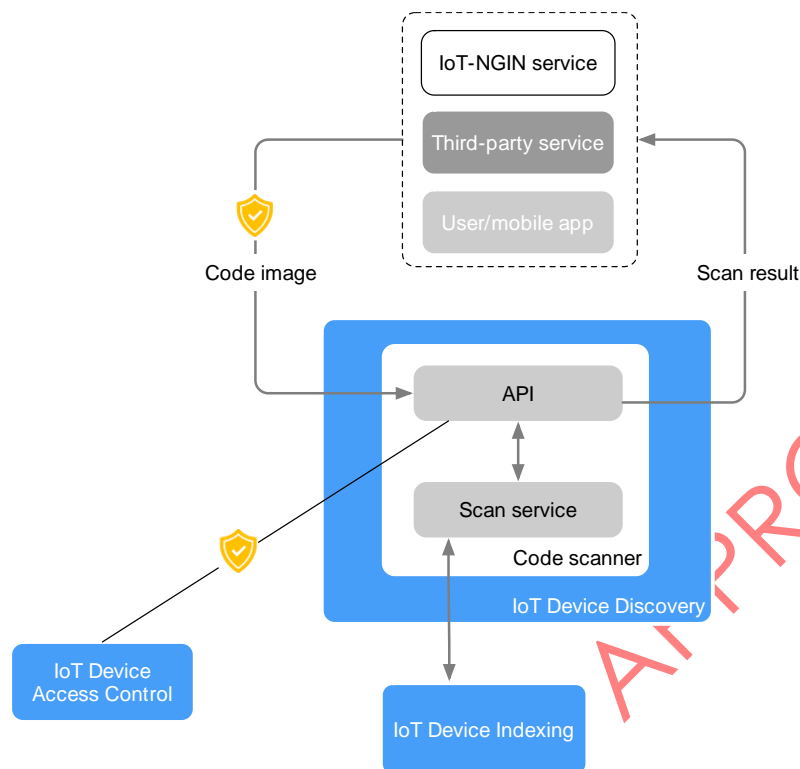 IoT-NGIN service
Third-party service
User/mobile app
Code image
Scan result
API
Scan service
Code scanner
IoT Device Discovery
IoT Device
Access Control
IoT Device Indexing